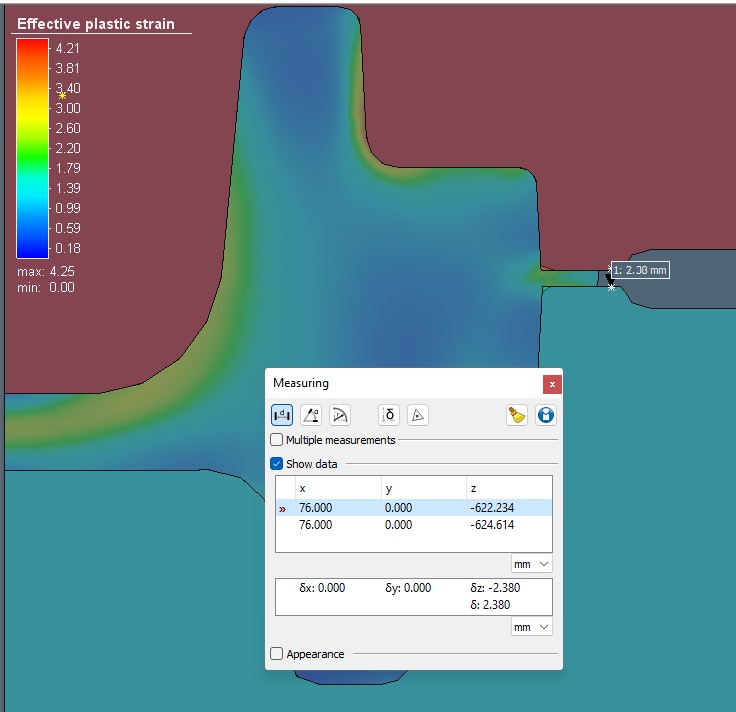 Effective plastic strain
4.21
3.81
3.40
3.00
2.60
2.20
1.79
1.39
0.99
0.59
0.18
max: 4.25
min: 0.00
1: 2.38 mm
Measuring
x
Multiple measurements
Show data
x y z
» 76.000 0.000 -622.234
76.000 0.000 -624.614
mm
δx: 0.000 δy: 0.000 δz: -2.380
δ: 2.380
mm
Appearance